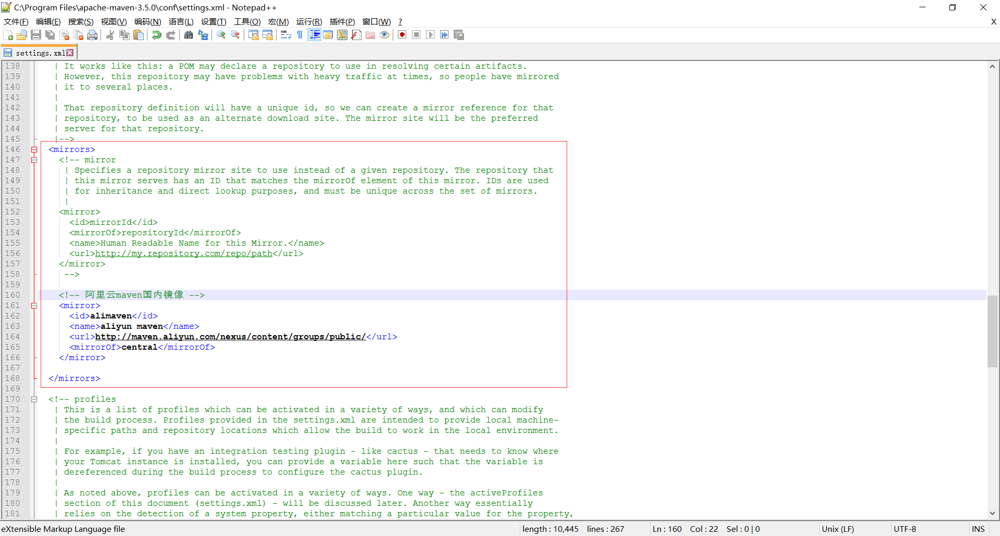 C:\Program Files\apache-maven-3.5.0\conf\settings.xml - Notepad++
文件(F) 编辑(E) 搜索(S) 视图(V) 编码(N) 语言(L) 设置(T) 工具(O) 宏(M) 运行(R) 插件(P) 窗口(W) ? X
settings.xml
138 | It works like this: a POM may declare a repository to use in resolving certain artifacts.
139 | However, this repository may have problems with heavy traffic at times, so people have mirrored
140 | it to several places.
141 |
142 | That repository definition will have a unique id, so we can create a mirror reference for that
143 | repository, to be used as an alternate download site. The mirror site will be the preferred
144 | server for that repository.
145 |-->
146 <mirrors>
147 <!-- mirror
148 | Specifies a repository mirror site to use instead of a given repository. The repository that
149 | this mirror serves has an ID that matches the mirrorOf element of this mirror. IDs are used
150 | for inheritance and direct lookup purposes, and must be unique across the set of mirrors.
151 |
152 <mirror>
153 <id>mirrorId</id>
154 <mirrorOf>repositoryId</mirrorOf>
155 <name>Human Readable Name for this Mirror.</name>
156 <url>http://my.repository.com/repo/path</url>
157 </mirror>
158 -->
159
160 <!-- 阿里云maven国内镜像 -->
161 <mirror>
162 <id>alimaven</id>
163 <name>aliyun maven</name>
164 <url>http://maven.aliyun.com/nexus/content/groups/public/</url>
165 <mirrorOf>central</mirrorOf>
166 </mirror>
167
168 </mirrors>
169
170 <!-- profiles
171 | This is a list of profiles which can be activated in a variety of ways, and which can modify
172 | the build process. Profiles provided in the settings.xml are intended to provide local machine-
173 | specific paths and repository locations which allow the build to work in the local environment.
174 |
175 | For example, if you have an integration testing plugin - like cactus - that needs to know where
176 | your Tomcat instance is installed, you can provide a variable here such that the variable is
177 | dereferenced during the build process to configure the cactus plugin.
178 |
179 | As noted above, profiles can be activated in a variety of ways. One way - the activeProfiles
180 | section of this document (settings.xml) - will be discussed later. Another way essentially
181 | relies on the detection of a system property, either matching a particular value for the property,
eXtensible Markup Language file length : 10,445 lines : 267 Ln : 160 Col : 22 Sel : 0 | 0 Unix (LF) UTF-8 INS